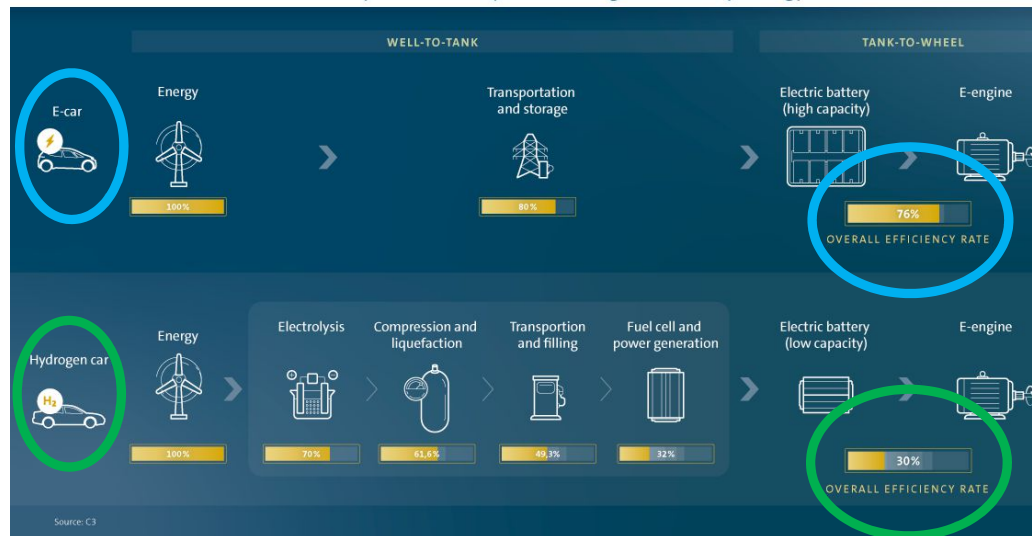 WELL-TO-TANK
TANK-TO-WHEEL
E-car
Energy
Transportation
and storage
Electric battery
(high capacity)
E-engine
100%
80%
76%
OVERALL EFFICIENCY RATE
Hydrogen car
H₂
Energy
Electrolysis
Compression and
liquefaction
Transportion
and filling
Fuel cell and
power generation
Electric battery
(low capacity)
E-engine
100%
70%
61,6%
49,3%
32%
30%
OVERALL EFFICIENCY RATE
Source: C3